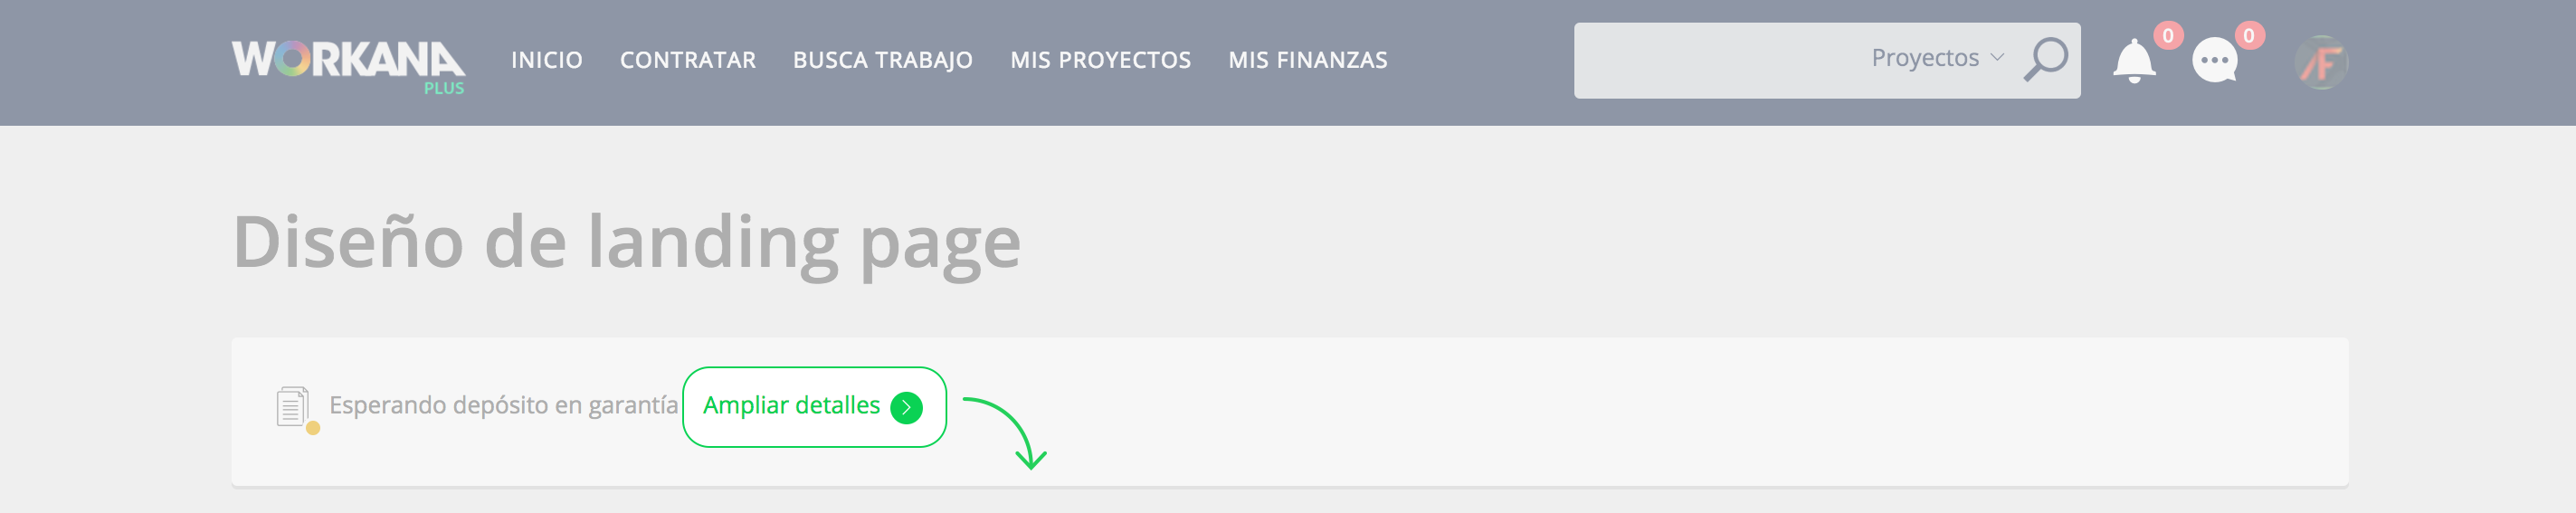 WORKANA
PLUS
INICIO CONTRATAR BUSCA TRABAJO MIS PROYECTOS MIS FINANZAS
Proyectos
0
0
AF
Diseño de landing page
Esperando depósito en garantía Ampliar detalles